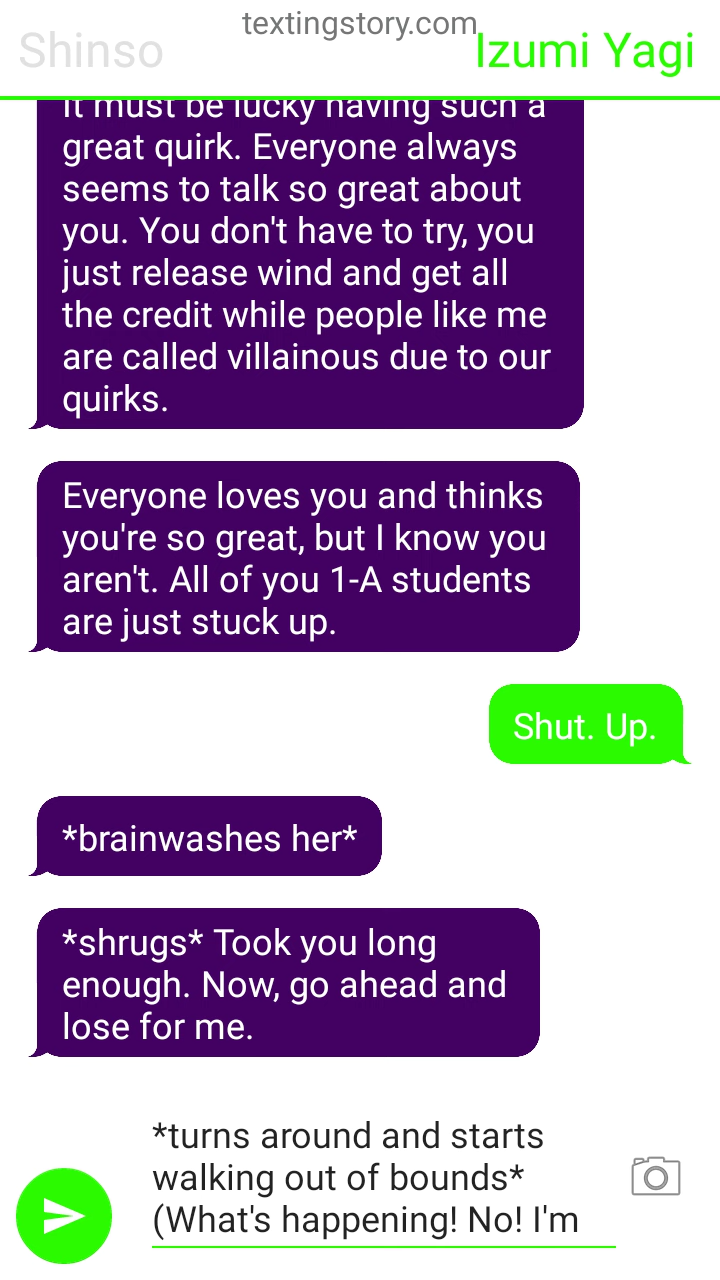 textingstory.com
Shinso
Izumi Yagi
It must be lucky having such a
great quirk. Everyone always
seems to talk so great about
you. You don't have to try, you
just release wind and get all
the credit while people like me
are called villainous due to our
quirks.
Everyone loves you and thinks
you're so great, but I know you
aren't. All of you 1-A students
are just stuck up.
Shut. Up.
*brainwashes her*
*shrugs* Took you long
enough. Now, go ahead and
lose for me.
*turns around and starts
walking out of bounds*
(What's happening! No! I'm